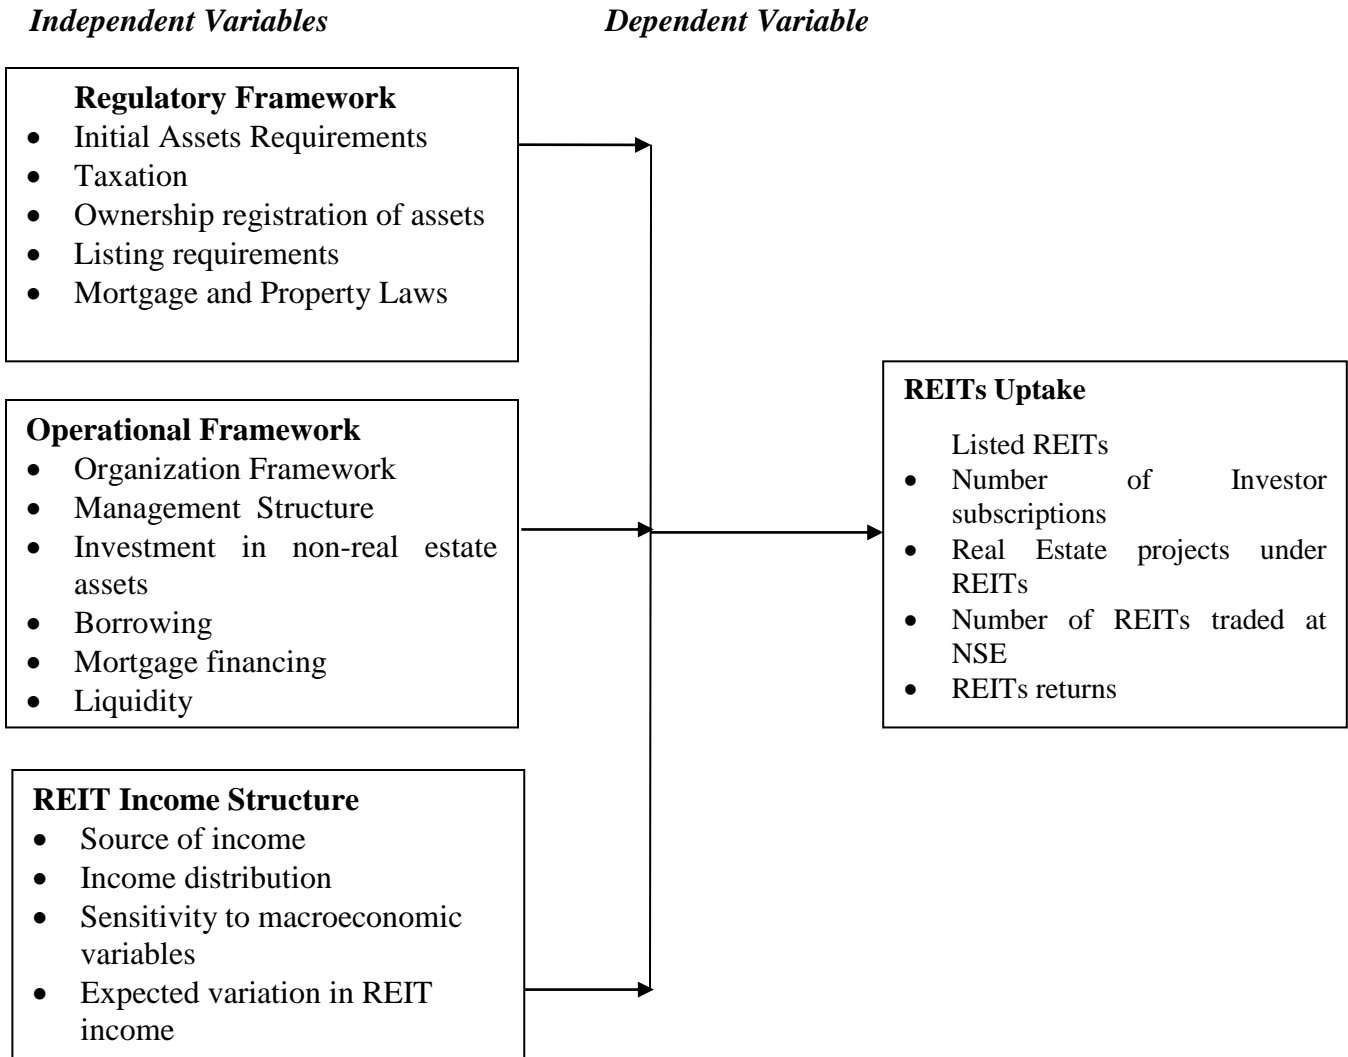 Independent Variables
Dependent Variable
Regulatory Framework
• Initial Assets Requirements
• Taxation
• Ownership registration of assets
• Listing requirements
• Mortgage and Property Laws
Operational Framework
• Organization Framework
• Management Structure
• Investment in non-real estate
assets
• Borrowing
• Mortgage financing
• Liquidity
REIT Income Structure
• Source of income
• Income distribution
• Sensitivity to macroeconomic
variables
• Expected variation in REIT
income
REITs Uptake
Listed REITs
• Number of Investor
subscriptions
• Real Estate projects under
REITs
• Number of REITs traded at
NSE
• REITs returns